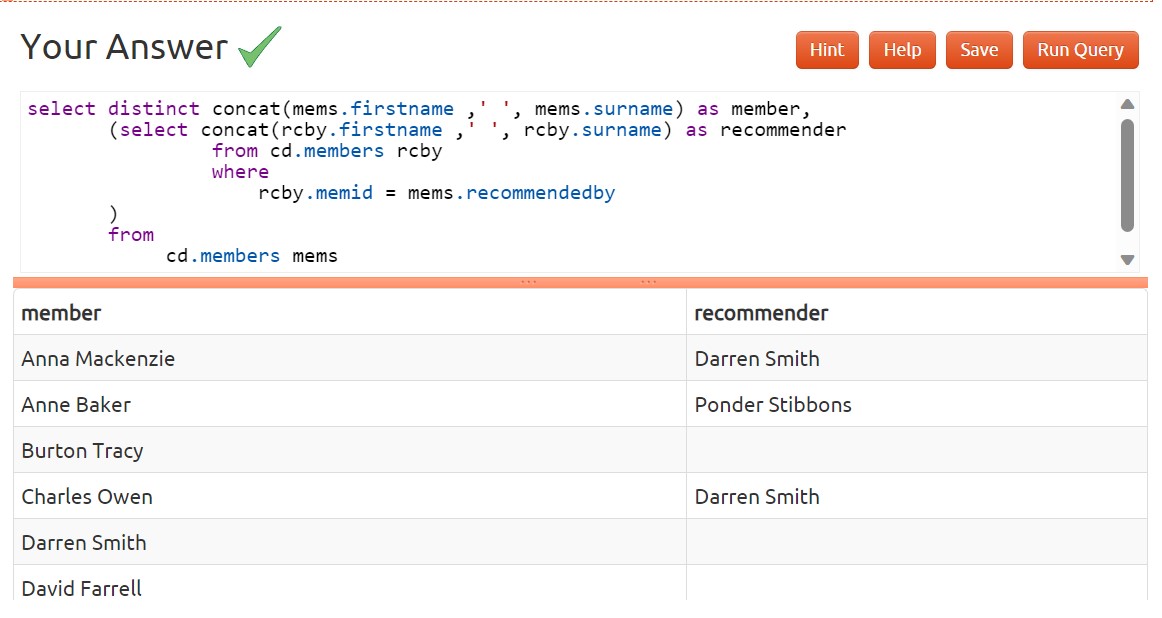 Your Answer
Hint Help Save Run Query
select distinct concat(mems.firstname ,' ', mems.surname) as member,
(select concat(rcby.firstname ,' ', rcby.surname) as recommender
from cd.members rcby
where
rcby.memid = mems.recommendedby
)
from
cd.members mems
member recommender
Anna Mackenzie Darren Smith
Anne Baker Ponder Stibbons
Burton Tracy
Charles Owen Darren Smith
Darren Smith
David Farrell